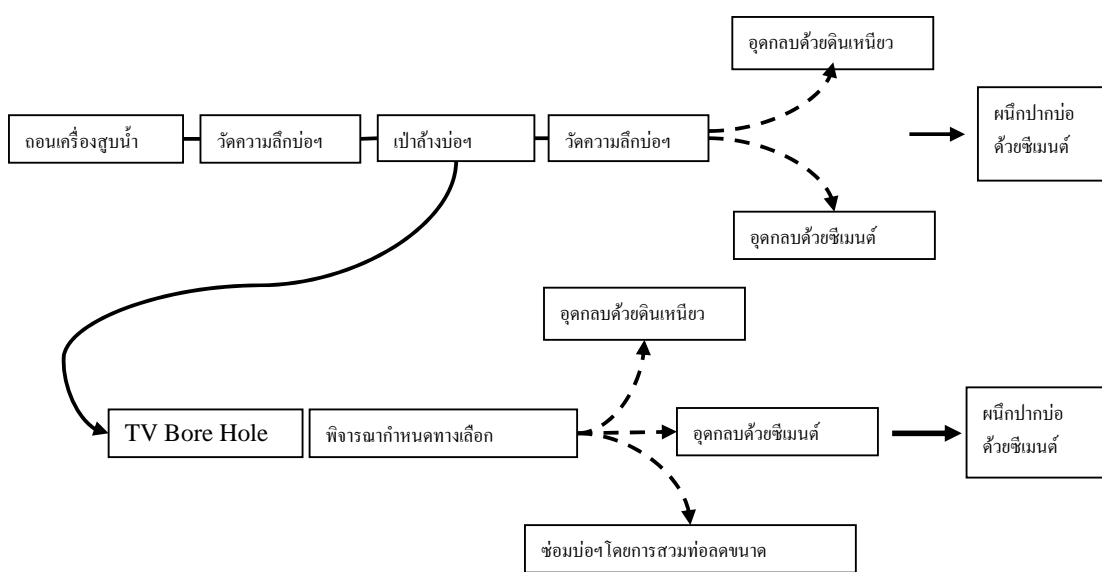 อุดกลบด้วยดินเหนียว
ถอนเครื่องสูบน้ำ
วัดความลึกบ่อฯ
เป่าล้างบ่อฯ
วัดความลึกบ่อฯ
ผนึกปากบ่อ
ด้วยซีเมนต์
อุดกลบด้วยซีเมนต์
อุดกลบด้วยดินเหนียว
TV Bore Hole
พิจารณากำหนดทางเลือก
อุดกลบด้วยซีเมนต์
ผนึกปากบ่อ
ด้วยซีเมนต์
ซ่อมบ่อฯ โดยการสวมท่อลดขนาด